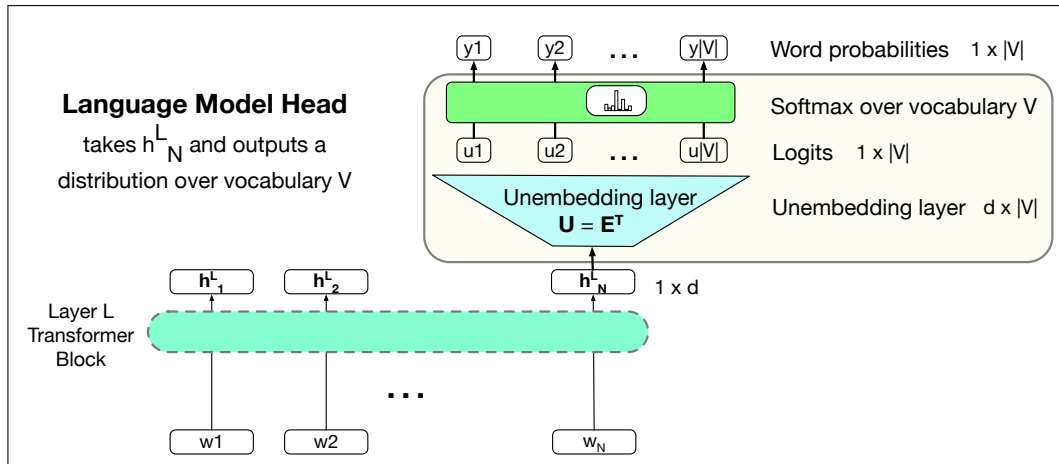 y1 y2 ... y|V| Word probabilities 1 x |V|
Language Model Head
takes h^L_N and outputs a
distribution over vocabulary V
Softmax over vocabulary V
u1 u2 ... u|V| Logits 1 x |V|
Unembedding layer
U = E^T
Unembedding layer d x |V|
h^L_1 h^L_2 h^L_N 1 x d
Layer L
Transformer
Block
...
w1 w2 w_N